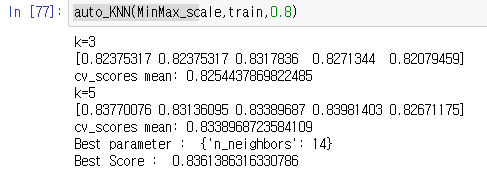 In [77]: auto_KNN(MinMax_scale,train,0.8)
k=3
[0.82375317 0.82375317 0.8317836  0.8271344  0.82079459]
cv_scores mean: 0.8254437869822485
k=5
[0.83770076 0.83136095 0.83389687 0.83981403 0.82671175]
cv_scores mean: 0.8338968723584109
Best parameter :  {'n_neighbors': 14}
Best Score :  0.8361386316330786